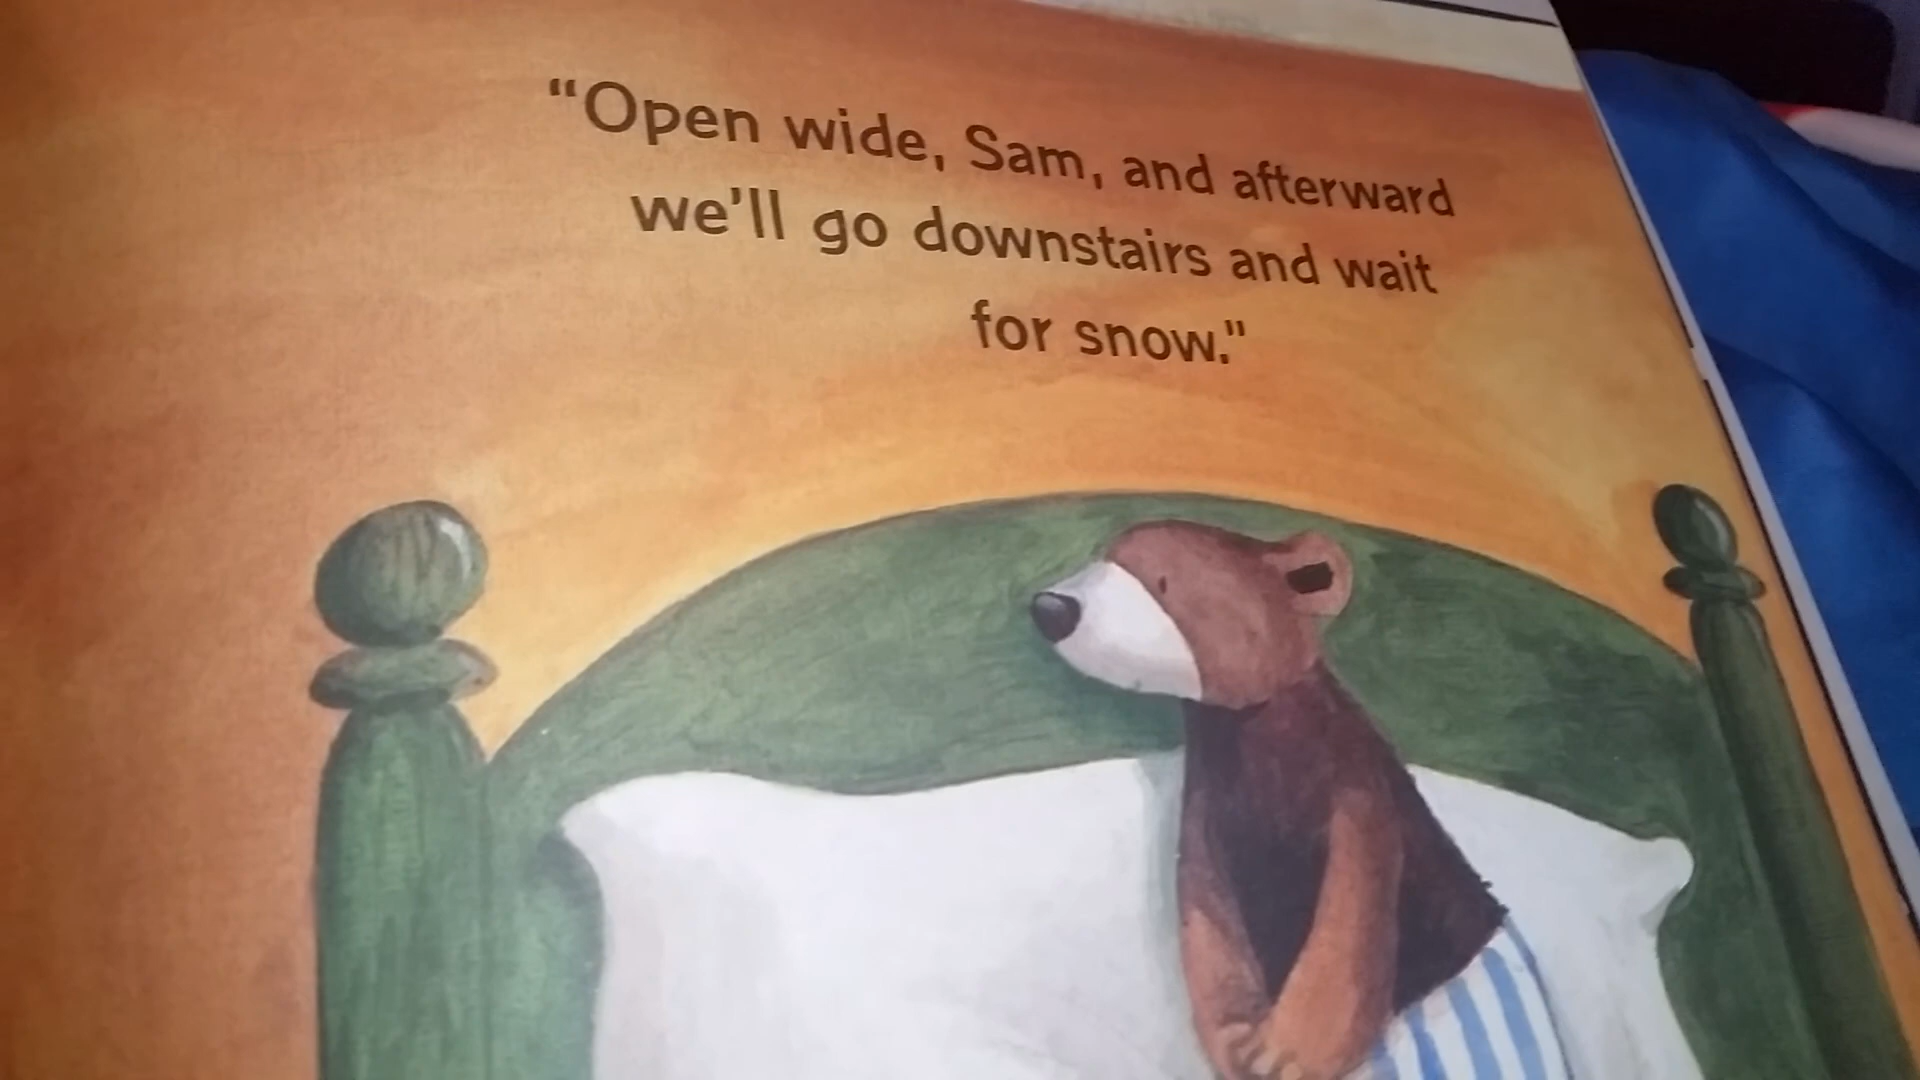 “Open wide, Sam, and afterward
we’ll go downstairs and wait
for snow.”